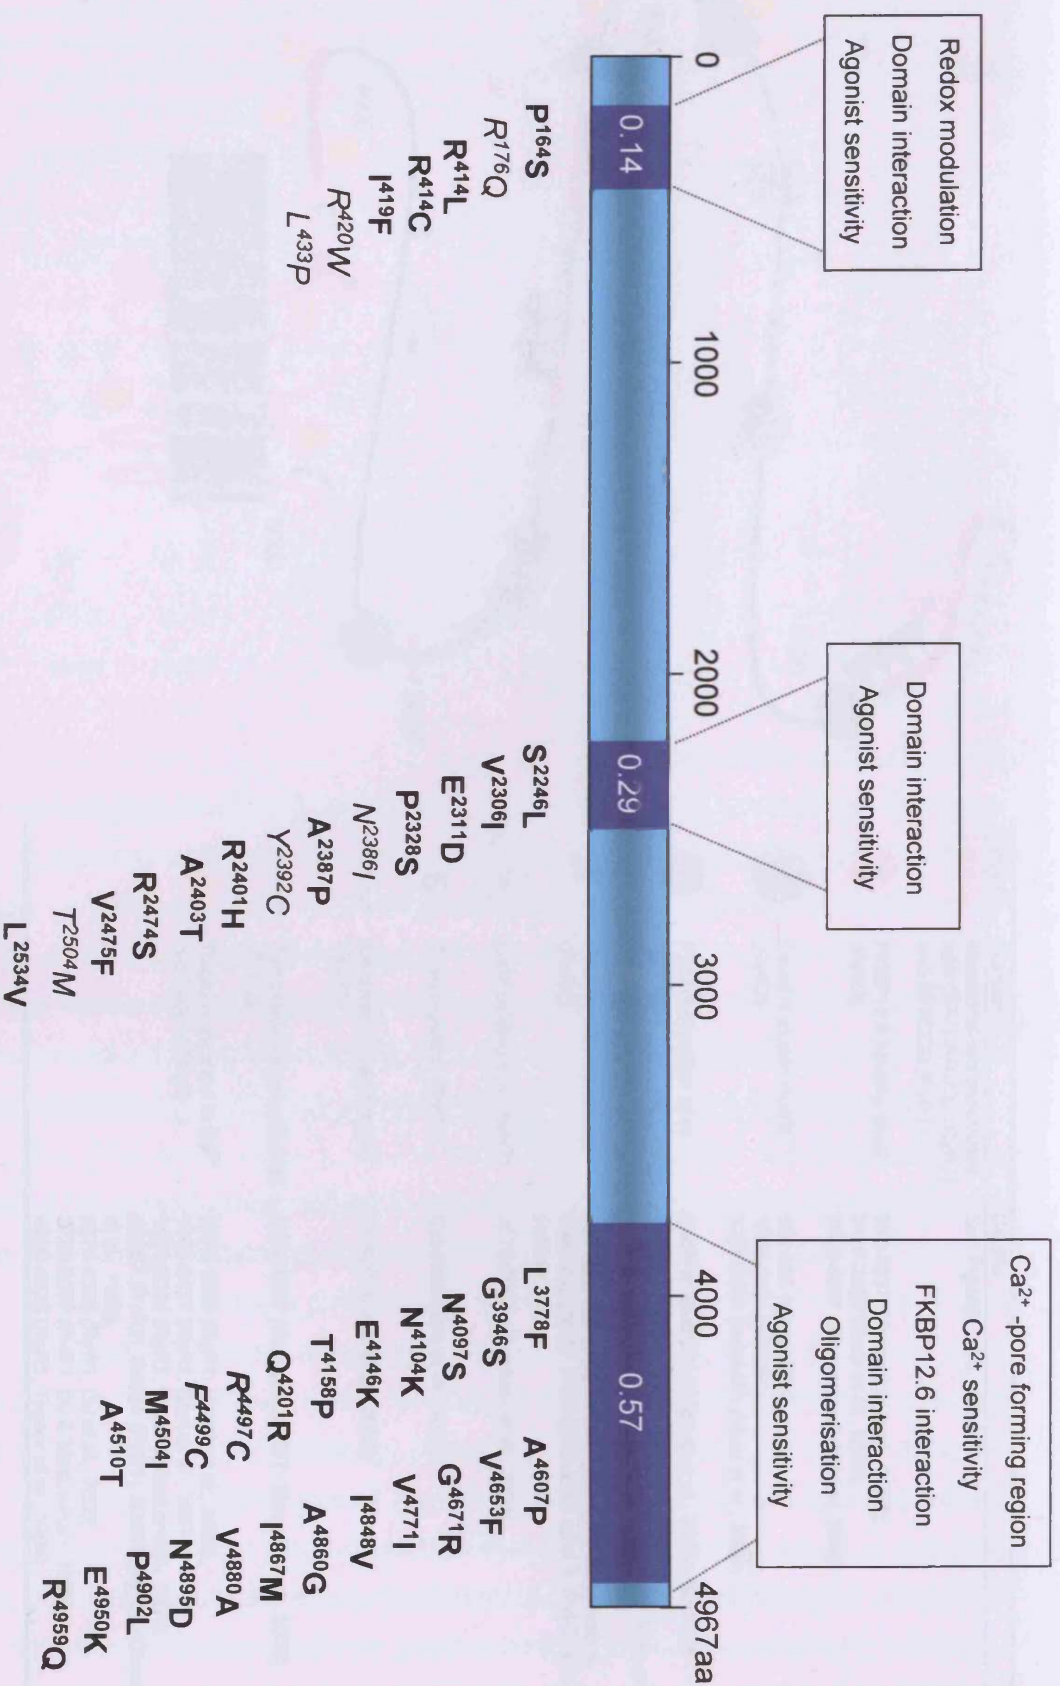 Redox modulation
Domain interaction
Agonist sensitivity
Domain interaction
Agonist sensitivity
Ca²⁺ -pore forming region
Ca²⁺ sensitivity
FKBP12.6 interaction
Domain interaction
Oligomerisation
Agonist sensitivity
0 1000 2000 3000 4000 4967aa
0.14 0.29 0.57
P¹⁶⁴S
R¹⁷⁶Q
R⁴¹⁴L
R⁴¹⁴C
I⁴¹⁹F
R⁴²⁰W
L⁴³³P
S²²⁴⁶L
V²³⁰⁶I
E²³¹¹D
P²³²⁸S
N²³⁸⁶I
A²³⁸⁷P
Y²³⁹²C
R²⁴⁰¹H
A²⁴⁰³T
R²⁴⁷⁴S
V²⁴⁷⁵F
T²⁵⁰⁴M
L²⁵³⁴V
L³⁷⁷⁸F
G³⁹⁴⁶S
N⁴⁰⁹⁷S
N⁴¹⁰⁴K
E⁴¹⁴⁶K
T⁴¹⁵⁸P
Q⁴²⁰¹R
R⁴⁴⁹⁷C
F⁴⁴⁹⁹C
M⁴⁵⁰⁴I
A⁴⁵¹⁰T
A⁴⁶⁰⁷P
V⁴⁶⁵³F
G⁴⁶⁷¹R
V⁴⁷⁷¹I
I⁴⁸⁴⁸V
A⁴⁸⁶⁰G
I⁴⁸⁶⁷M
V⁴⁸⁸⁰A
N⁴⁸⁹⁵D
P⁴⁹⁰²L
E⁴⁹⁵⁰K
R⁴⁹⁵⁹Q